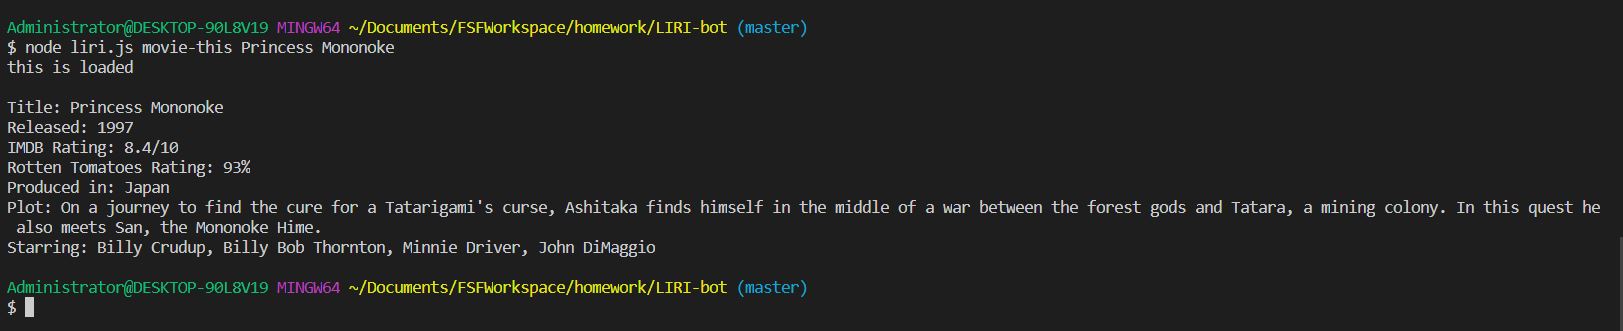 Administrator@DESKTOP-90L8V19 MINGW64 ~/Documents/FSFWorkspace/homework/LIRI-bot (master)
$ node liri.js movie-this Princess Mononoke
this is loaded
Title: Princess Mononoke
Released: 1997
IMDB Rating: 8.4/10
Rotten Tomatoes Rating: 93%
Produced in: Japan
Plot: On a journey to find the cure for a Tatarigami's curse, Ashitaka finds himself in the middle of a war between the forest gods and Tatara, a mining colony. In this quest he
also meets San, the Mononoke Hime.
Starring: Billy Crudup, Billy Bob Thornton, Minnie Driver, John DiMaggio
Administrator@DESKTOP-90L8V19 MINGW64 ~/Documents/FSFWorkspace/homework/LIRI-bot (master)
$